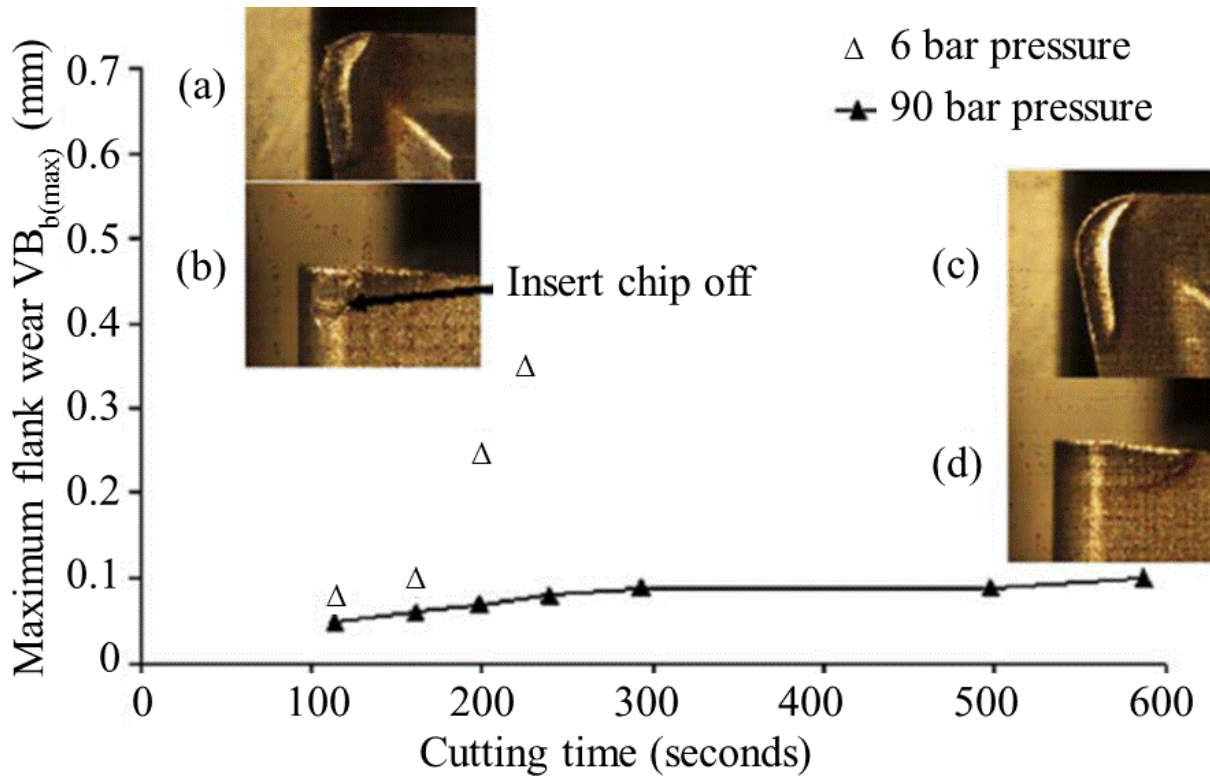 Maximum flank wear VBb(max) (mm)
0.7
0.6
0.5
0.4
0.3
0.2
0.1
0
(a)
(b)
Insert chip off
Δ 6 bar pressure
90 bar pressure
(c)
(d)
0 100 200 300 400 500 600
Cutting time (seconds)